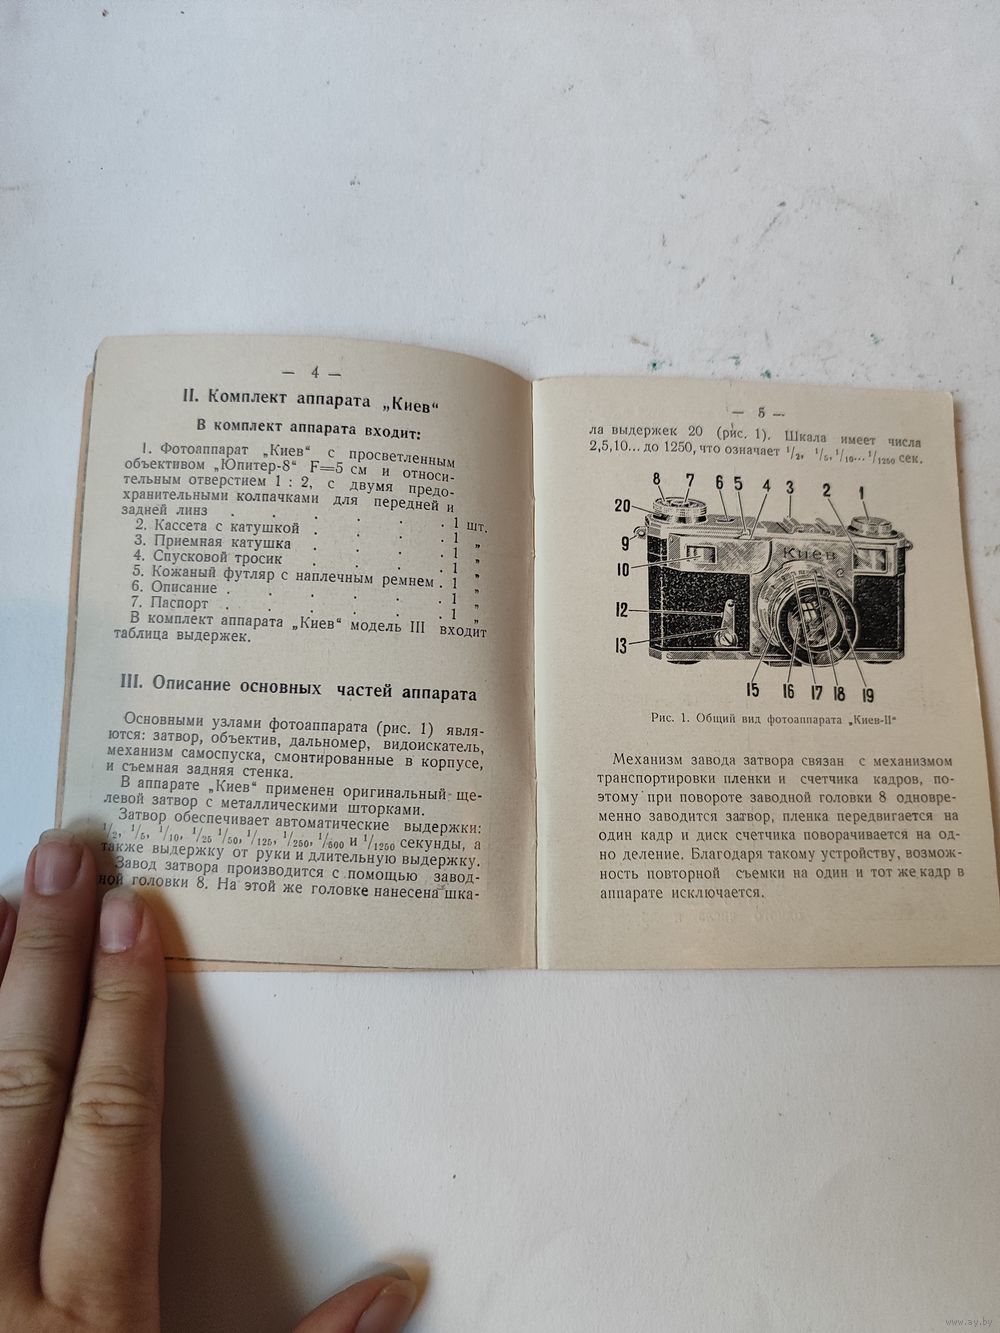 — 4 —
II. Комплект аппарата „Киев“
В комплект аппарата входит:
1. Фотоаппарат „Киев“ с просветленным
объективом „Юпитер-8“ F=5 см и относи-
тельным отверстием 1 : 2, с двумя предо-
хранительными колпачками для передней и
задней линз . . . . . 1 шт.
2. Кассета с катушкой . . . . 1 „
3. Приемная катушка . . . . 1 „
4. Спусковой тросик . . . . 1 „
5. Кожаный футляр с наплечным ремнем . 1 „
6. Описание . . . . . . 1 „
7. Паспорт . . . . . . 1 „
В комплект аппарата „Киев“ модель III входит
таблица выдержек.
III. Описание основных частей аппарата
Основными узлами фотоаппарата (рис. 1) явля-
ются: затвор, объектив, дальномер, видоискатель,
механизм самоспуска, смонтированные в корпусе,
и съемная задняя стенка.
В аппарате „Киев“ применен оригинальный ще-
левой затвор с металлическими шторками.
Затвор обеспечивает автоматические выдержки:
1/2, 1/5, 1/10, 1/25 1/50, 1/125, 1/250, 1/500 и 1/1250 секунды, а
также выдержку от руки и длительную выдержку.
Завод затвора производится с помощью завод-
ной головки 8. На этой же головке нанесена шка-
— 5 —
ла выдержек 20 (рис. 1). Шкала имеет числа
2,5,10... до 1250, что означает 1/2, 1/5, 1/10... 1/1250 сек.
8 7 6 5 4 3 2 1
20
9
10
12
13
Киев
15 16 17 18 19
Рис. 1. Общий вид фотоаппарата „Киев-II“
Механизм завода затвора связан с механизмом
транспортировки пленки и счетчика кадров, по-
этому при повороте заводной головки 8 одновре-
менно заводится затвор, пленка передвигается на
один кадр и диск счетчика поворачивается на од-
но деление. Благодаря такому устройству, возмож-
ность повторной съемки на один и тот же кадр в
аппарате исключается.
www.ay.by